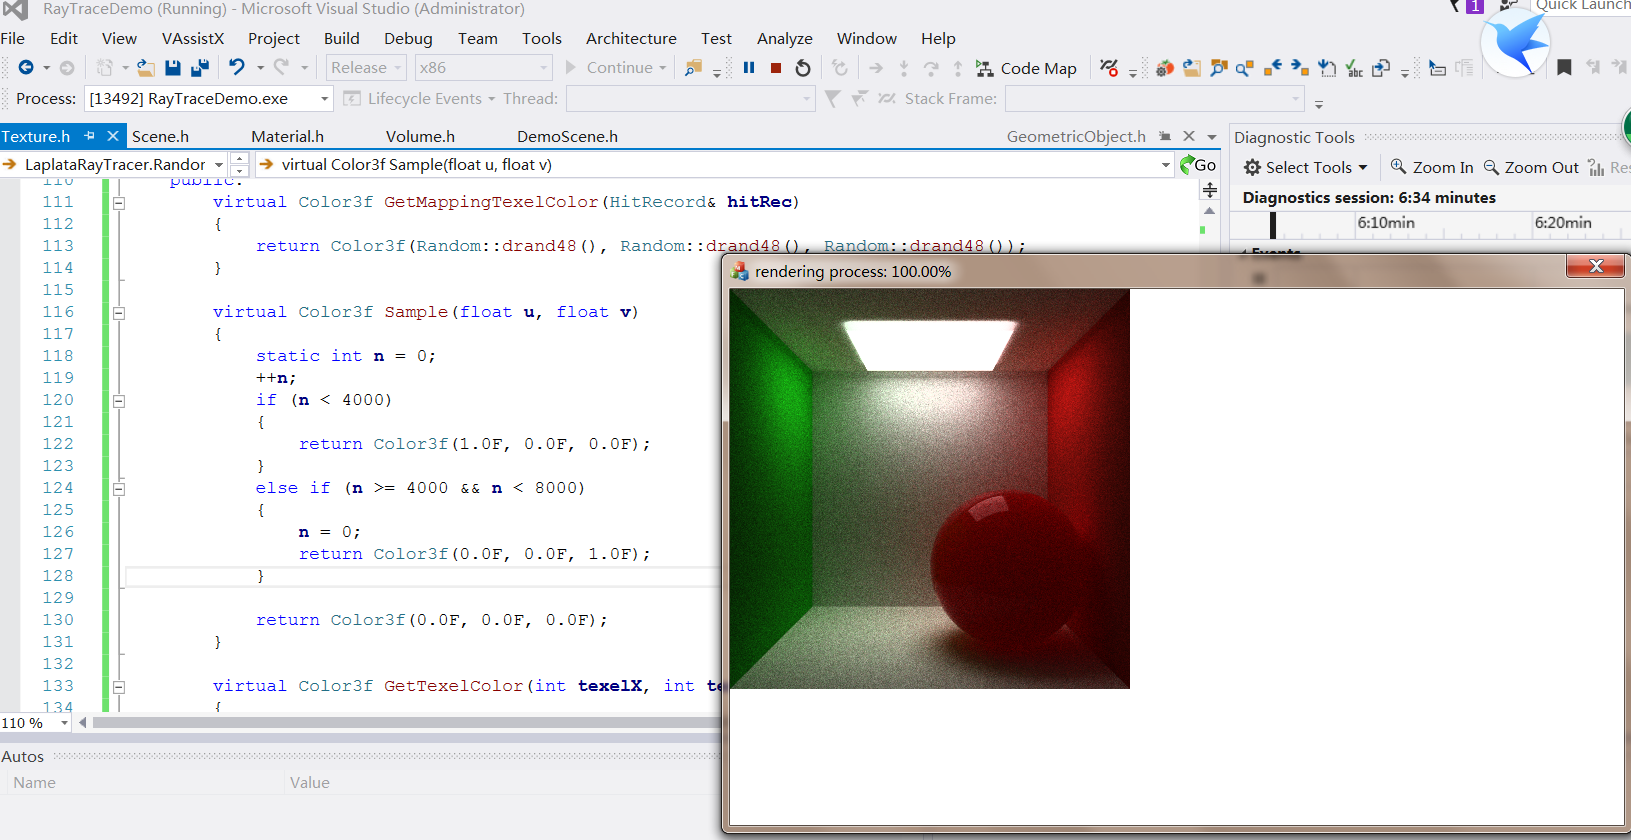 RayTraceDemo (Running) - Microsoft Visual Studio (Administrator)
1
Quick Launch
File Edit View VAssistX Project Build Debug Team Tools Architecture Test Analyze Window Help
Release x86 Continue Code Map
Process: [13492] RayTraceDemo.exe Lifecycle Events Thread: Stack Frame:
Texture.h Scene.h Material.h Volume.h DemoScene.h GeometricObject.h
Diagnostic Tools
LaplataRayTracer.Randor virtual Color3f Sample(float u, float v) Go
Select Tools Zoom In Zoom Out Res
Diagnostics session: 6:34 minutes
6:10min 6:20min
Events
110 public:
111 virtual Color3f GetMappingTexelColor(HitRecord& hitRec)
112 {
113 return Color3f(Random::drand48(), Random::drand48(), Random::drand48());
114 }
115
116 virtual Color3f Sample(float u, float v)
117 {
118 static int n = 0;
119 ++n;
120 if (n < 4000)
121 {
122 return Color3f(1.0F, 0.0F, 0.0F);
123 }
124 else if (n >= 4000 && n < 8000)
125 {
126 n = 0;
127 return Color3f(0.0F, 0.0F, 1.0F);
128 }
129
130 return Color3f(0.0F, 0.0F, 0.0F);
131 }
132
133 virtual Color3f GetTexelColor(int texelX, int te
134 {
110 %
Autos
Name Value
rendering process: 100.00%